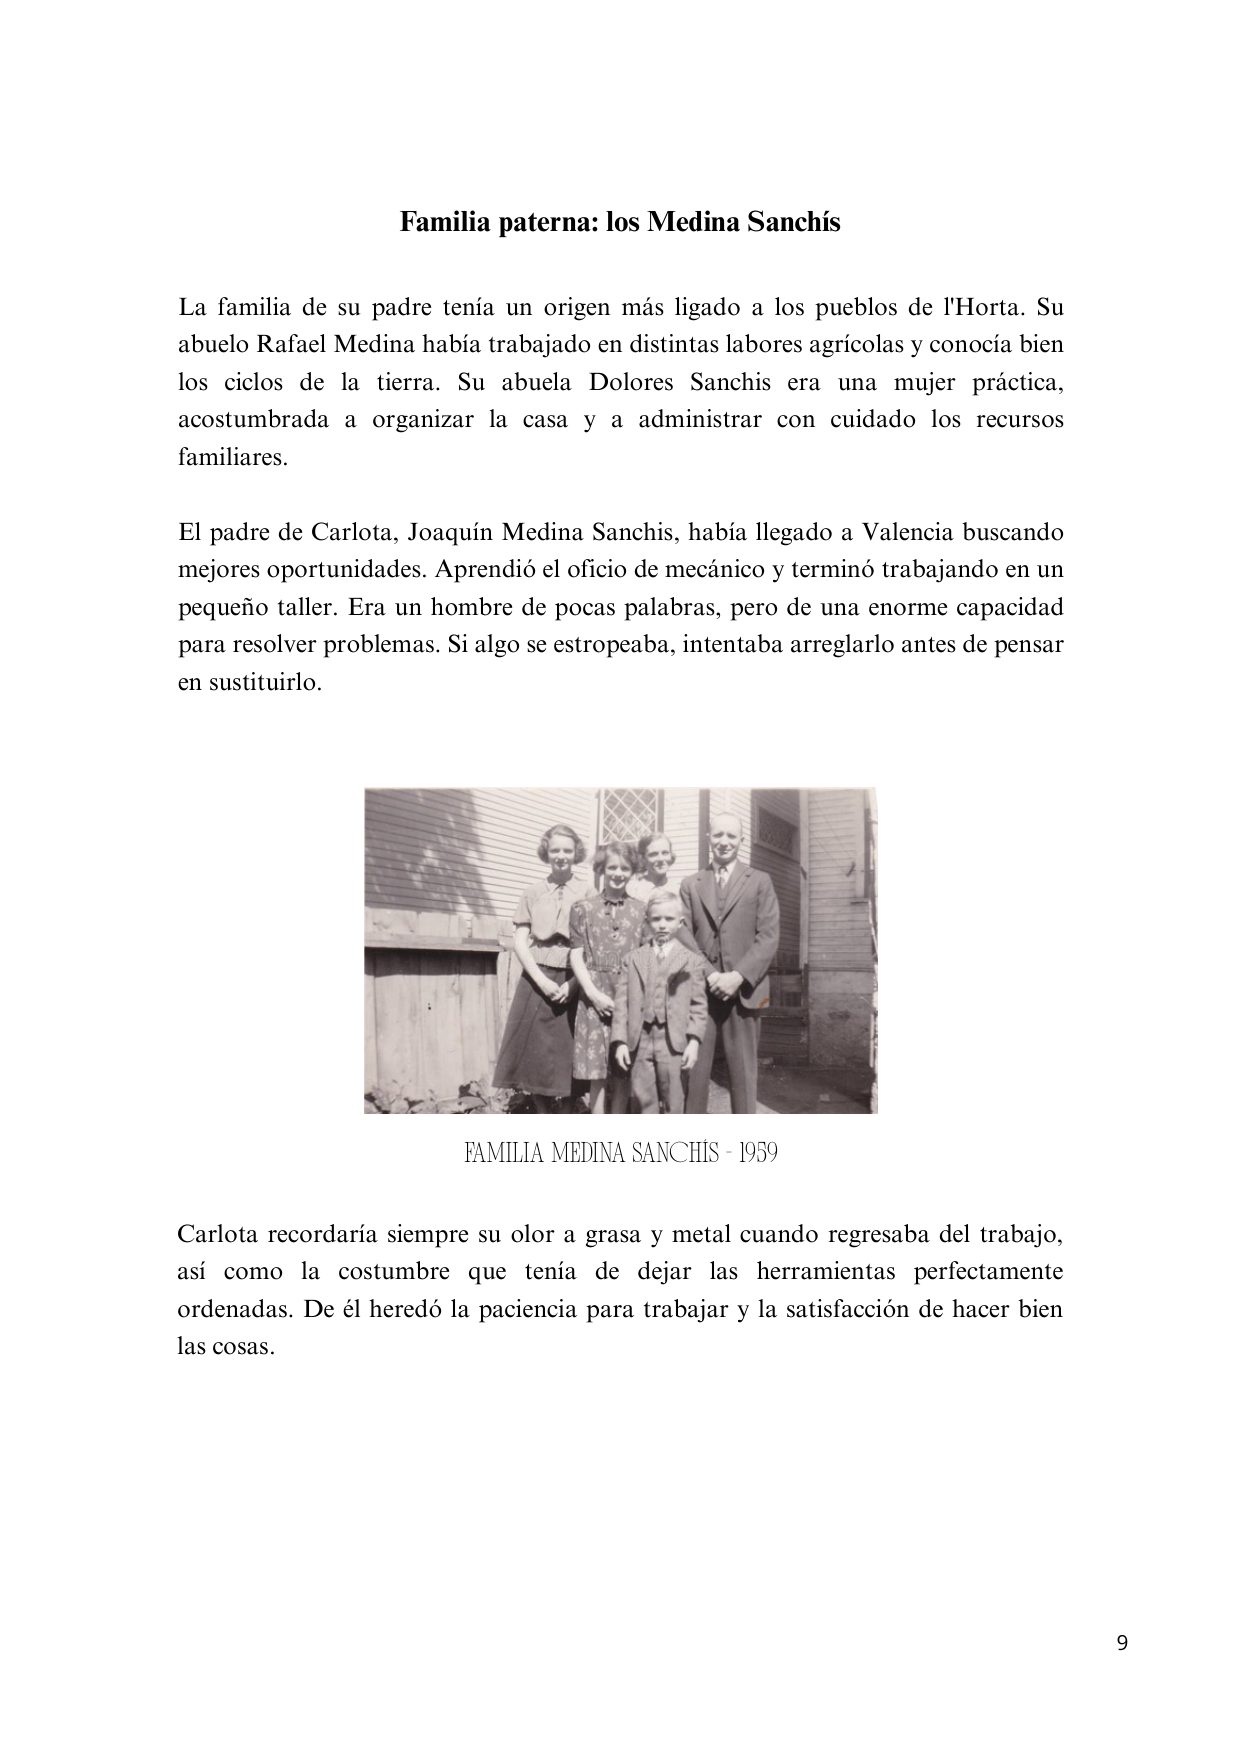 Familia paterna: los Medina Sanchís
La familia de su padre tenía un origen más ligado a los pueblos de l'Horta. Su
abuelo Rafael Medina había trabajado en distintas labores agrícolas y conocía bien
los ciclos de la tierra. Su abuela Dolores Sanchis era una mujer práctica,
acostumbrada a organizar la casa y a administrar con cuidado los recursos
familiares.
El padre de Carlota, Joaquín Medina Sanchis, había llegado a Valencia buscando
mejores oportunidades. Aprendió el oficio de mecánico y terminó trabajando en un
pequeño taller. Era un hombre de pocas palabras, pero de una enorme capacidad
para resolver problemas. Si algo se estropeaba, intentaba arreglarlo antes de pensar
en sustituirlo.
FAMILIA MEDINA SANCHÍS - 1959
Carlota recordaría siempre su olor a grasa y metal cuando regresaba del trabajo,
así como la costumbre que tenía de dejar las herramientas perfectamente
ordenadas. De él heredó la paciencia para trabajar y la satisfacción de hacer bien
las cosas.
9